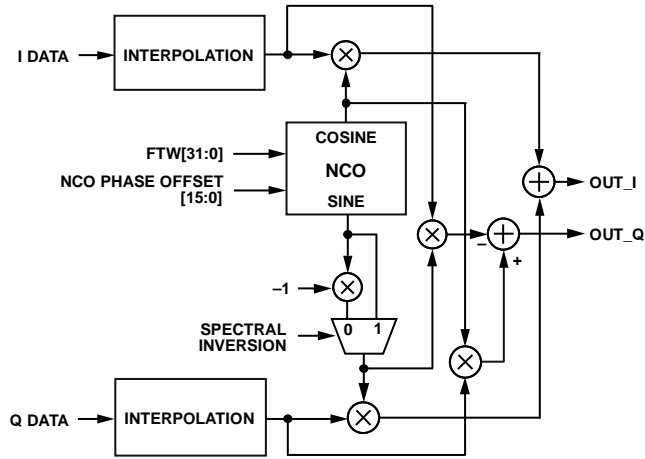 I DATA
INTERPOLATION
COSINE
FTW[31:0]
NCO
NCO PHASE OFFSET
[15:0]
SINE
OUT_I
OUT_Q
–
+
–1
0 1
SPECTRAL
INVERSION
Q DATA
INTERPOLATION